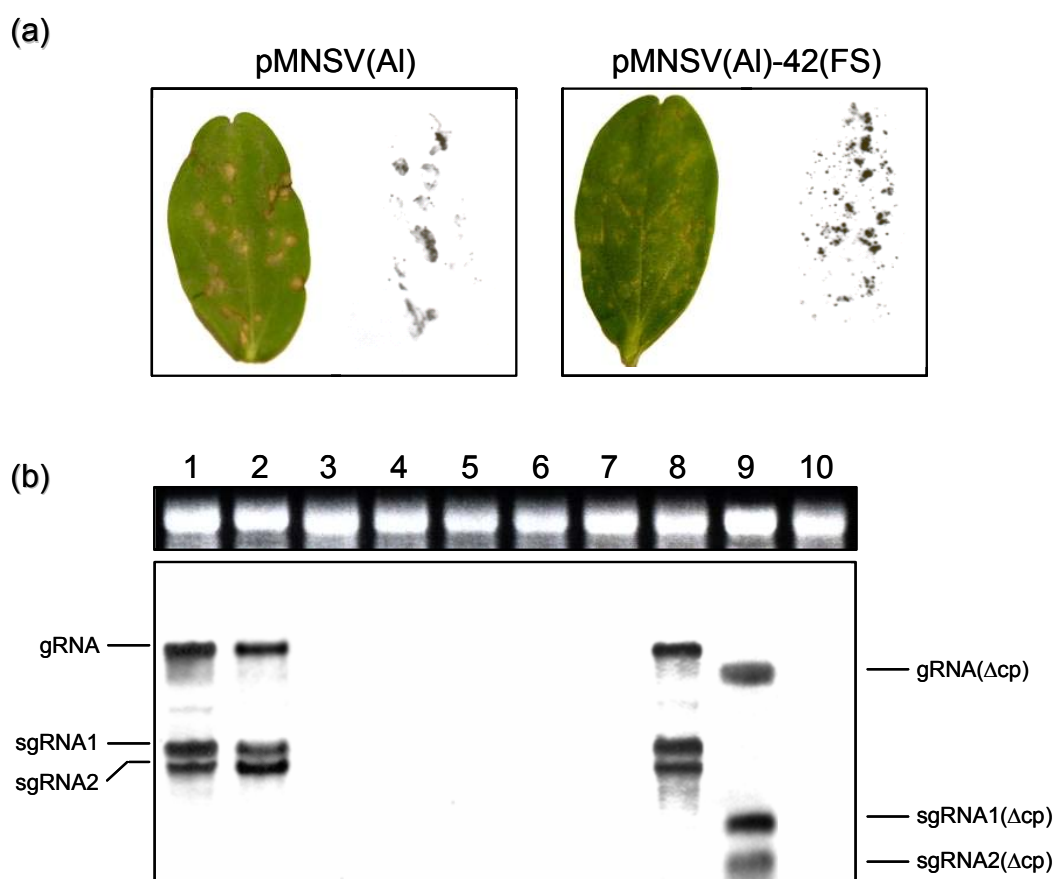 (a)
pMNSV(Al) pMNSV(Al)-42(FS)
(b)
1 2 3 4 5 6 7 8 9 10
gRNA
gRNA(Δcp)
sgRNA1
sgRNA2
sgRNA1(Δcp)
sgRNA2(Δcp)